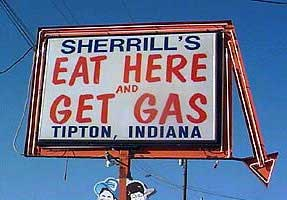 SHERRILL'S
EAT HERE
AND
GET GAS
TIPTON, INDIANA